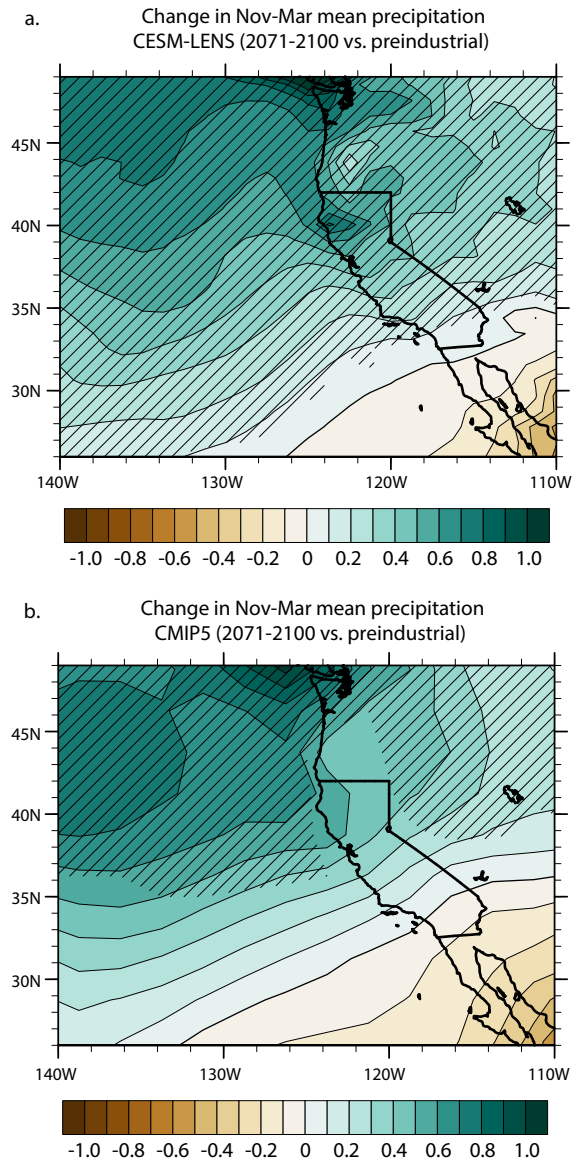 a.
Change in Nov-Mar mean precipitation
CESM-LENS (2071-2100 vs. preindustrial)
45N
40N
35N
30N
140W 130W 120W 110W
-1.0 -0.8 -0.6 -0.4 -0.2 0 0.2 0.4 0.6 0.8 1.0
b.
Change in Nov-Mar mean precipitation
CMIP5 (2071-2100 vs. preindustrial)
45N
40N
35N
30N
140W 130W 120W 110W
-1.0 -0.8 -0.6 -0.4 -0.2 0 0.2 0.4 0.6 0.8 1.0